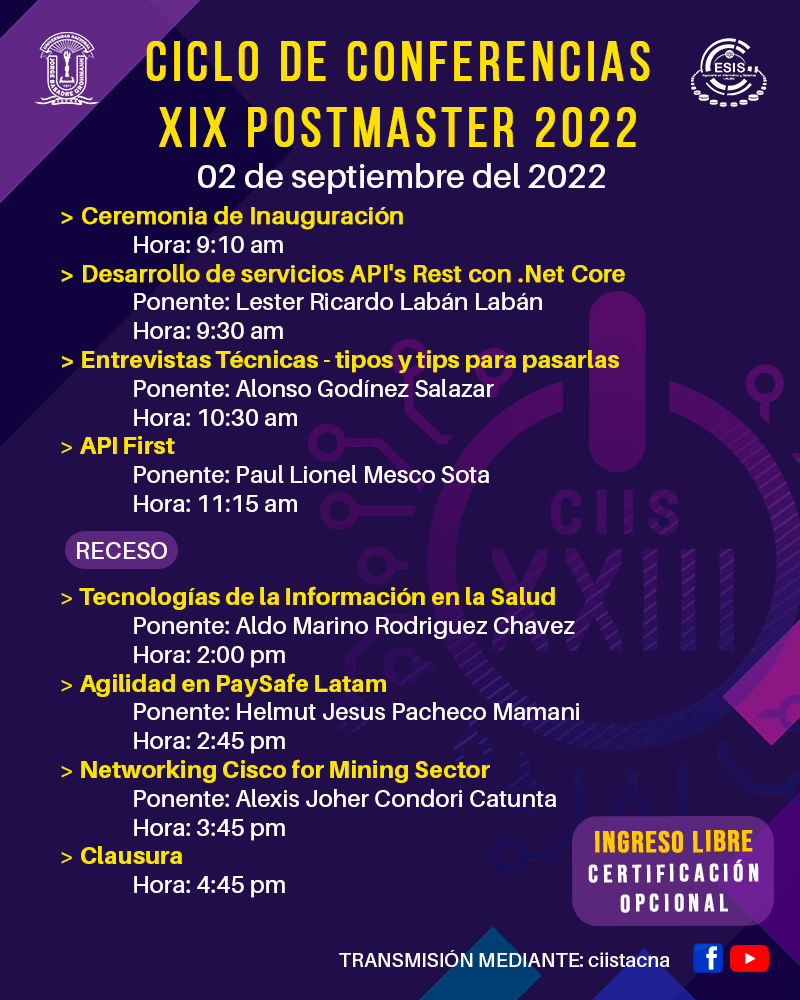 UNIVERSIDAD NACIONAL
JORGE BASADRE GROHMANN
TACNA
ESIS
CICLO DE CONFERENCIAS
XIX POSTMASTER 2022
02 de septiembre del 2022
> Ceremonia de Inauguración
Hora: 9:10 am
> Desarrollo de servicios API's Rest con .Net Core
Ponente: Lester Ricardo Labán Labán
Hora: 9:30 am
> Entrevistas Técnicas - tipos y tips para pasarlas
Ponente: Alonso Godínez Salazar
Hora: 10:30 am
> API First
Ponente: Paul Lionel Mesco Sota
Hora: 11:15 am
CIIS
XXIII
RECESO
> Tecnologías de la Información en la Salud
Ponente: Aldo Marino Rodriguez Chavez
Hora: 2:00 pm
> Agilidad en PaySafe Latam
Ponente: Helmut Jesus Pacheco Mamani
Hora: 2:45 pm
> Networking Cisco for Mining Sector
Ponente: Alexis Joher Condori Catunta
Hora: 3:45 pm
> Clausura
Hora: 4:45 pm
INGRESO LIBRE
CERTIFICACIÓN
OPCIONAL
TRANSMISIÓN MEDIANTE: ciistacna